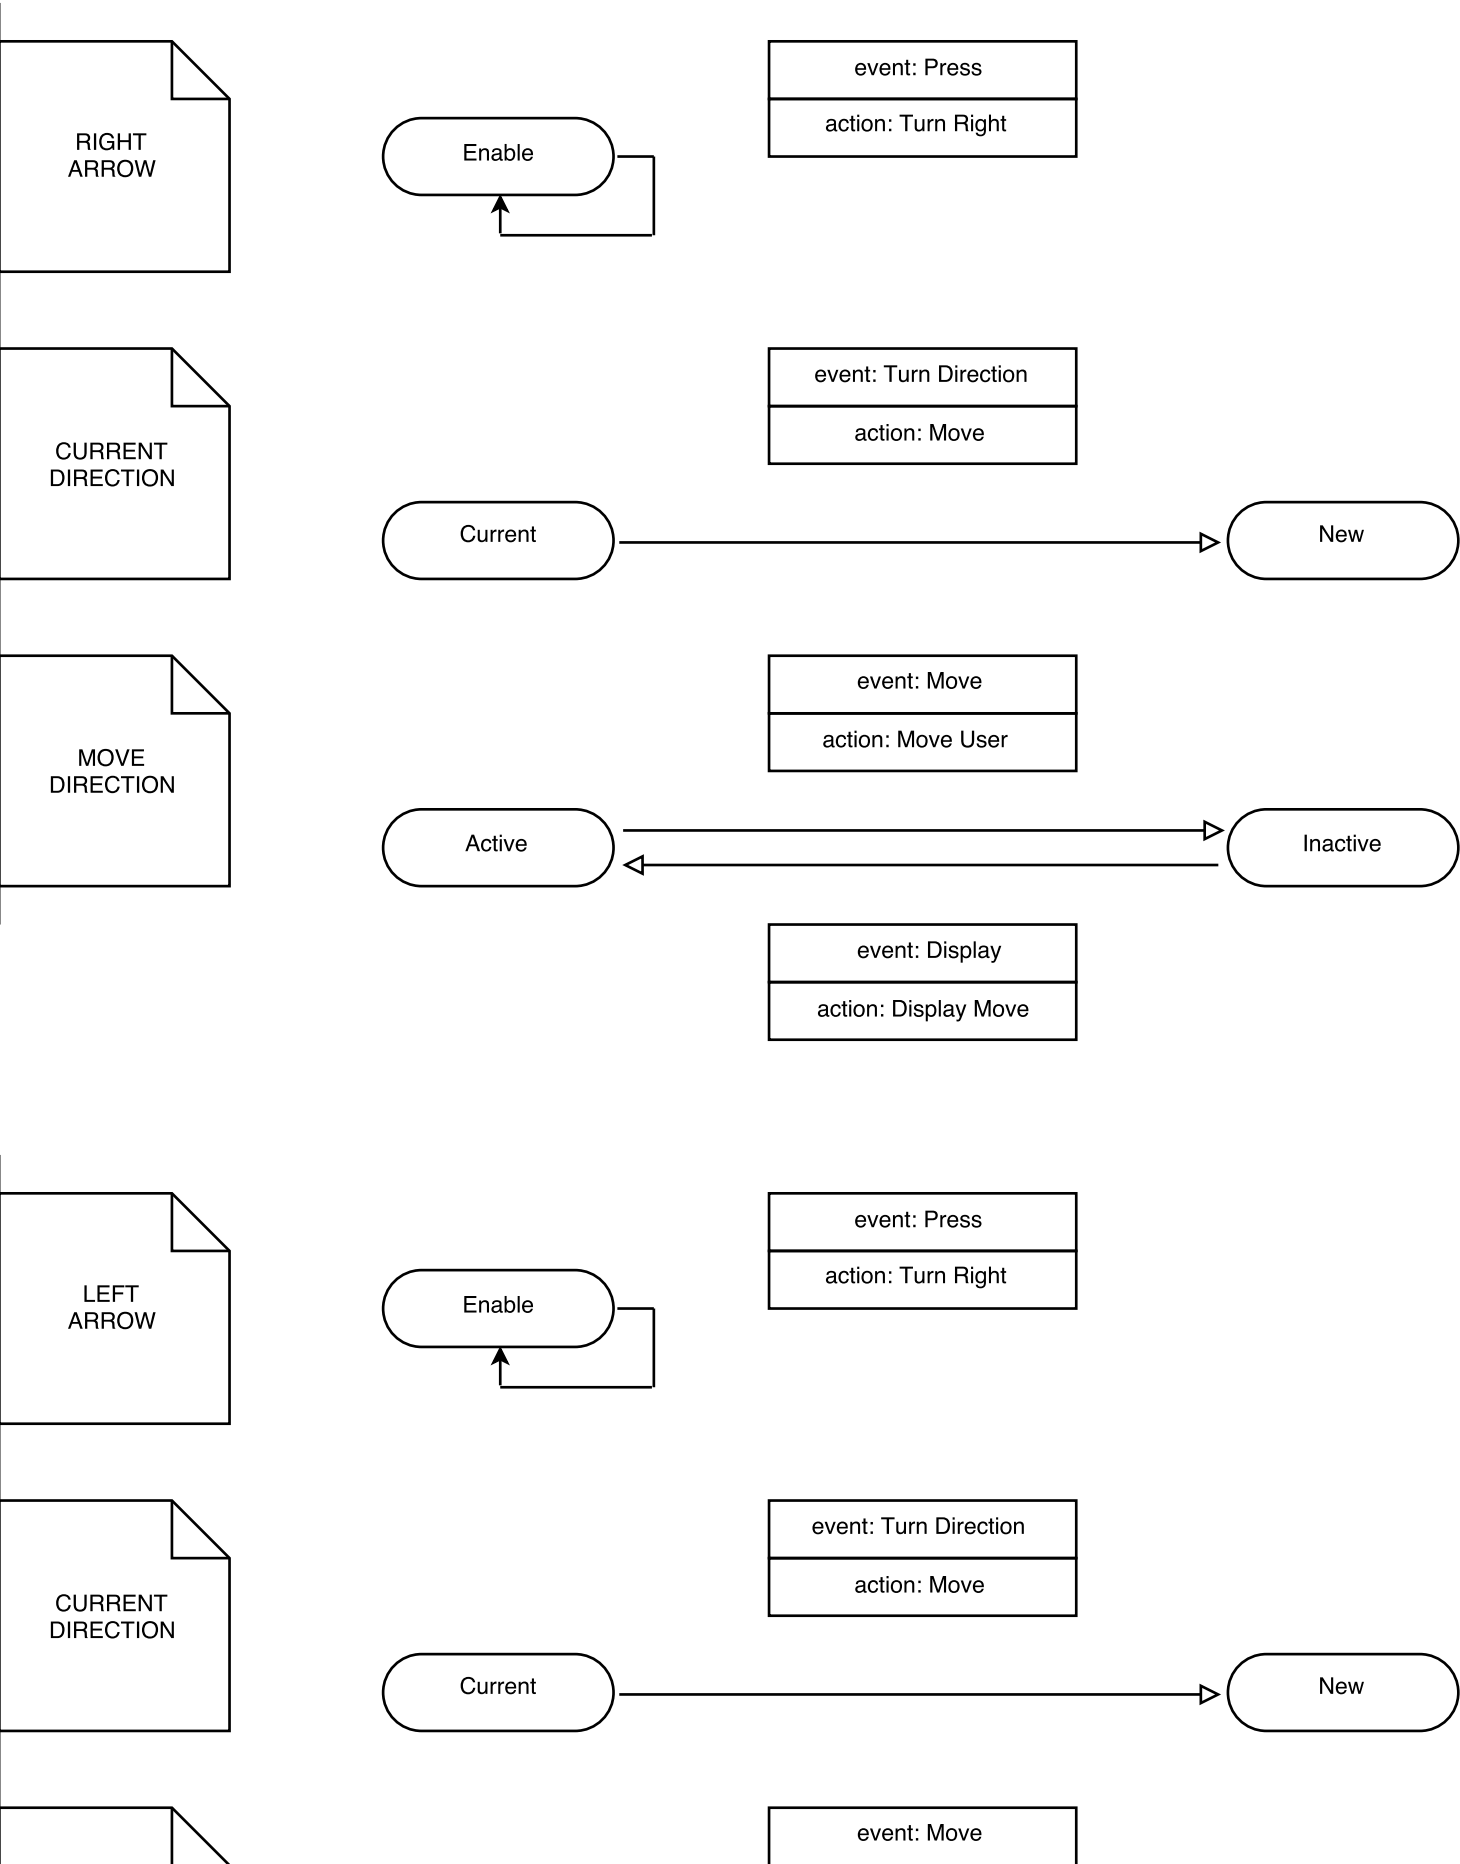 event: Press
action: Turn Right
RIGHT
ARROW
Enable
event: Turn Direction
action: Move
CURRENT
DIRECTION
Current
New
event: Move
action: Move User
MOVE
DIRECTION
Active
Inactive
event: Display
action: Display Move
event: Press
action: Turn Right
LEFT
ARROW
Enable
event: Turn Direction
action: Move
CURRENT
DIRECTION
Current
New
event: Move